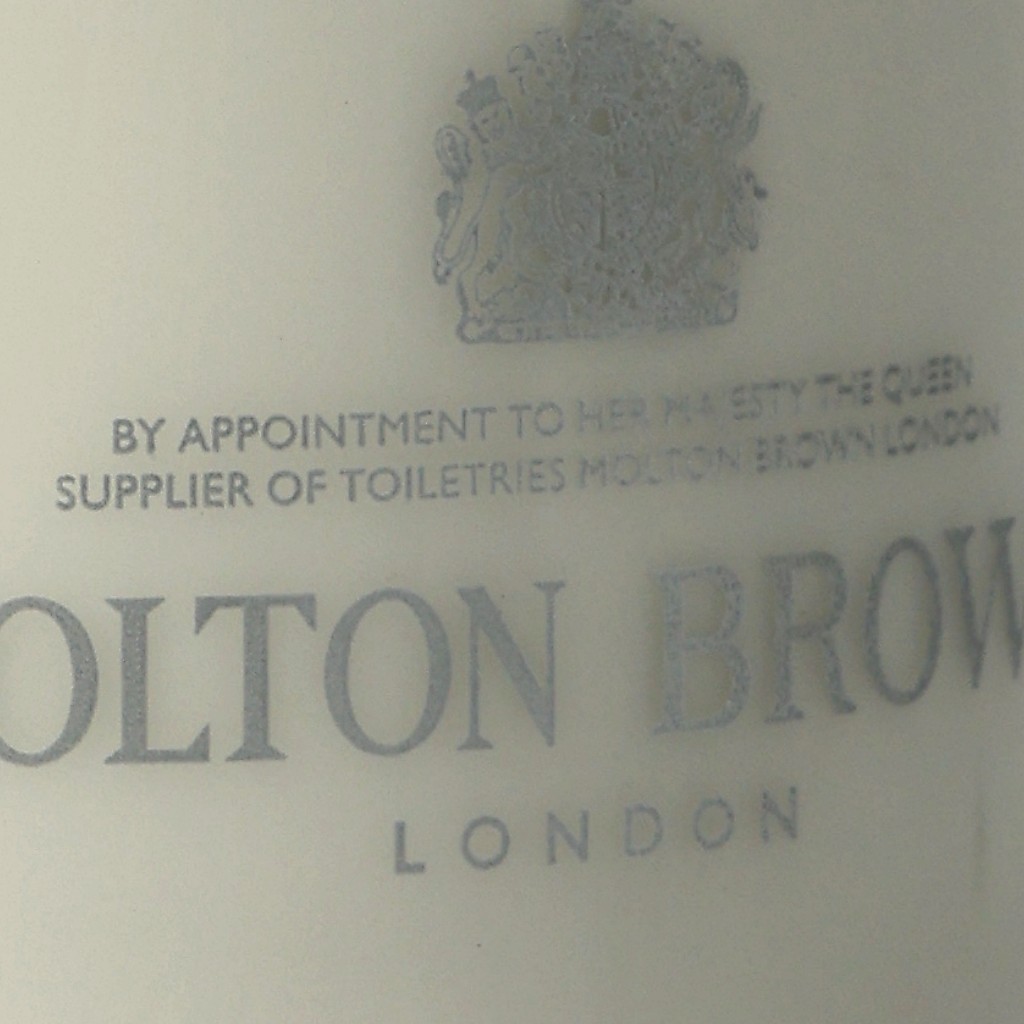 BY APPOINTMENT TO HER MAJESTY THE QUEEN
SUPPLIER OF TOILETRIES MOLTON BROWN LONDON
OLTON BROW
LONDON